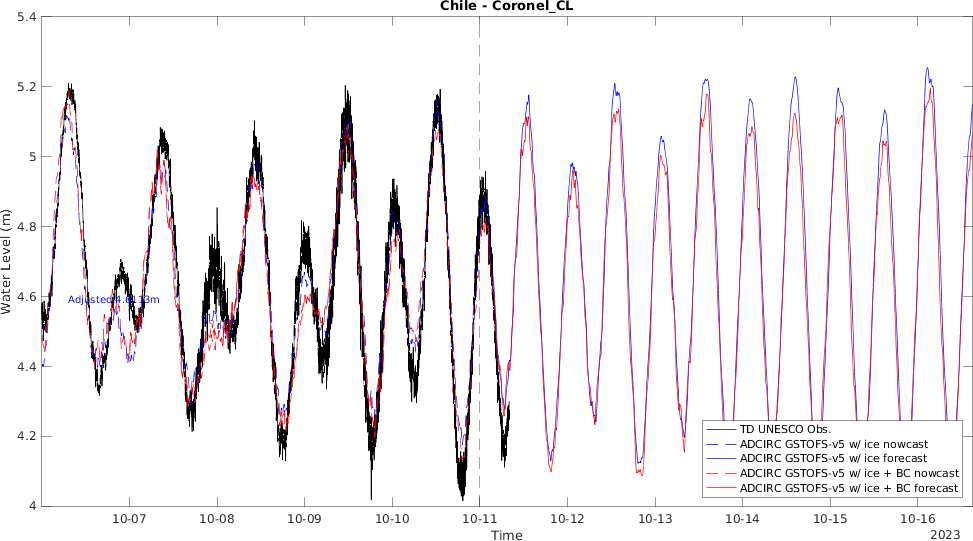 Chile - Coronel_CL
5.4
5.2
5
4.8
4.6
4.4
4.2
4
Water Level (m)
Adjusted 4.6113m
TD UNESCO Obs.
ADCIRC GSTOFS-v5 w/ ice nowcast
ADCIRC GSTOFS-v5 w/ ice forecast
ADCIRC GSTOFS-v5 w/ ice + BC nowcast
ADCIRC GSTOFS-v5 w/ ice + BC forecast
10-07 10-08 10-09 10-10 10-11 10-12 10-13 10-14 10-15 10-16
Time
2023